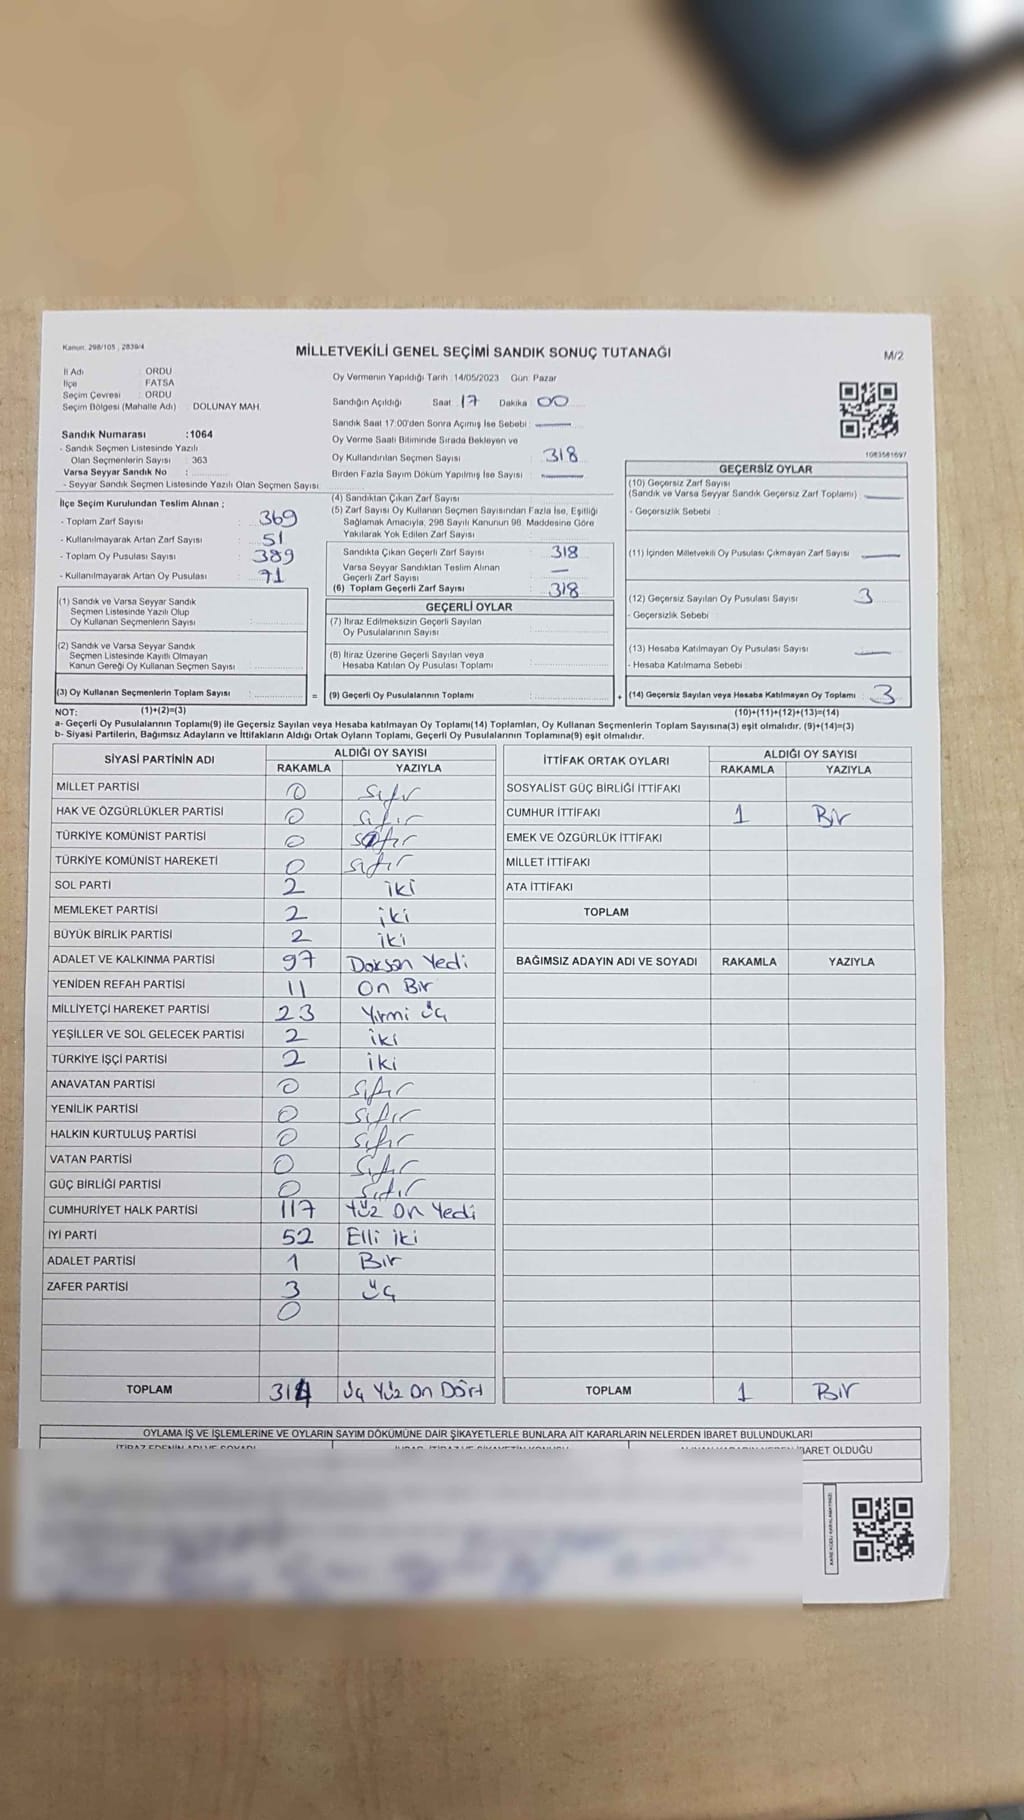 Kanun: 298/105 , 2839/4
MİLLETVEKİLİ GENEL SEÇİMİ SANDIK SONUÇ TUTANAĞI
M/2
İl Adı : ORDU
İlçe : FATSA
Seçim Çevresi : ORDU
Seçim Bölgesi (Mahalle Adı) : DOLUNAY MAH.
Sandık Numarası :1064
- Sandık Seçmen Listesinde Yazılı
Olan Seçmenlerin Sayısı : 363
Varsa Seyyar Sandık No :
- Seyyar Sandık Seçmen Listesinde Yazılı Olan Seçmen Sayısı:
İlçe Seçim Kurulundan Teslim Alınan ;
- Toplam Zarf Sayısı : 369
- Kullanılmayarak Artan Zarf Sayısı : 51
- Toplam Oy Pusulası Sayısı : 389
- Kullanılmayarak Artan Oy Pusulası : 71
(1) Sandık ve Varsa Seyyar Sandık
Seçmen Listesinde Yazılı Olup
Oy Kullanan Seçmenlerin Sayısı :
(2) Sandık ve Varsa Seyyar Sandık
Seçmen Listesinde Kayıtlı Olmayan
Kanun Gereği Oy Kullanan Seçmen Sayısı :
(3) Oy Kullanan Seçmenlerin Toplam Sayısı :
Oy Vermenin Yapıldığı Tarih :14/05/2023 Gün: Pazar
Sandığın Açıldığı Saat 17 Dakika 00
Sandık Saat 17:00'den Sonra Açımış İse Sebebi :
Oy Verme Saati Bitiminde Sırada Bekleyen ve
Oy Kullandırılan Seçmen Sayısı : 318
Birden Fazla Sayım Döküm Yapılmış İse Sayısı :
(4) Sandıktan Çıkan Zarf Sayısı :
(5) Zarf Sayısı Oy Kullanan Seçmen Sayısından Fazla İse, Eşitliği
Sağlamak Amacıyla, 298 Sayılı Kanunun 98. Maddesine Göre
Yakılarak Yok Edilen Zarf Sayısı :
Sandıkta Çıkan Geçerli Zarf Sayısı : 318
Varsa Seyyar Sandıktan Teslim Alınan
Geçerli Zarf Sayısı : —
(6) Toplam Geçerli Zarf Sayısı : 318
GEÇERLİ OYLAR
(7) İtiraz Edilmeksizin Geçerli Sayılan
Oy Pusulalarının Sayısı :
(8) İtiraz Üzerine Geçerli Sayılan veya
Hesaba Katılan Oy Pusulası Toplamı :
= (9) Geçerli Oy Pusulalarının Toplamı :
1083581697
GEÇERSİZ OYLAR
(10) Geçersiz Zarf Sayısı
(Sandık ve Varsa Seyyar Sandık Geçersiz Zarf Toplamı) :
- Geçersizlik Sebebi :
(11) İçinden Milletvekili Oy Pusulası Çıkmayan Zarf Sayısı :
(12) Geçersiz Sayılan Oy Pusulası Sayısı : 3
- Geçersizlik Sebebi :
(13) Hesaba Katılmayan Oy Pusulası Sayısı :
- Hesaba Katılmama Sebebi :
+ (14) Geçersiz Sayılan veya Hesaba Katılmayan Oy Toplamı : 3
NOT: (1)+(2)=(3) (10)+(11)+(12)+(13)=(14)
a- Geçerli Oy Pusulalarının Toplamı(9) ile Geçersiz Sayılan veya Hesaba katılmayan Oy Toplamı(14) Toplamları, Oy Kullanan Seçmenlerin Toplam Sayısına(3) eşit olmalıdır. (9)+(14)=(3)
b- Siyasi Partilerin, Bağımsız Adayların ve İttifakların Aldığı Ortak Oyların Toplamı, Geçerli Oy Pusulalarının Toplamına(9) eşit olmalıdır.
SİYASİ PARTİNİN ADI ALDIĞI OY SAYISI
RAKAMLA YAZIYLA
MİLLET PARTİSİ 0 Sıfır
HAK VE ÖZGÜRLÜKLER PARTİSİ 0 Sıfır
TÜRKİYE KOMÜNİST PARTİSİ 0 Sıfır
TÜRKİYE KOMÜNİST HAREKETİ 0 Sıfır
SOL PARTİ 2 iki
MEMLEKET PARTİSİ 2 iki
BÜYÜK BİRLİK PARTİSİ 2 iki
ADALET VE KALKINMA PARTİSİ 97 Doksan Yedi
YENİDEN REFAH PARTİSİ 11 On Bir
MİLLİYETÇİ HAREKET PARTİSİ 23 Yirmi üç
YEŞİLLER VE SOL GELECEK PARTİSİ 2 iki
TÜRKİYE İŞÇİ PARTİSİ 2 iki
ANAVATAN PARTİSİ 0 Sıfır
YENİLİK PARTİSİ 0 Sıfır
HALKIN KURTULUŞ PARTİSİ 0 Sıfır
VATAN PARTİSİ 0 Sıfır
GÜÇ BİRLİĞİ PARTİSİ 0 Sıfır
CUMHURİYET HALK PARTİSİ 117 Yüz On Yedi
İYİ PARTİ 52 Elli iki
ADALET PARTİSİ 1 Bir
ZAFER PARTİSİ 3 üç
0
TOPLAM 314 üç Yüz On Dört
İTTİFAK ORTAK OYLARI ALDIĞI OY SAYISI
RAKAMLA YAZIYLA
SOSYALİST GÜÇ BİRLİĞİ İTTİFAKI
CUMHUR İTTİFAKI 1 Bir
EMEK VE ÖZGÜRLÜK İTTİFAKI
MİLLET İTTİFAKI
ATA İTTİFAKI
TOPLAM
BAĞIMSIZ ADAYIN ADI VE SOYADI RAKAMLA YAZIYLA
TOPLAM 1 Bir
OYLAMA İŞ VE İŞLEMLERİNE VE OYLARIN SAYIM DÖKÜMÜNE DAİR ŞİKAYETLERLE BUNLARA AİT KARARLARIN NELERDEN İBARET BULUNDUKLARI
İBARET OLDUĞU